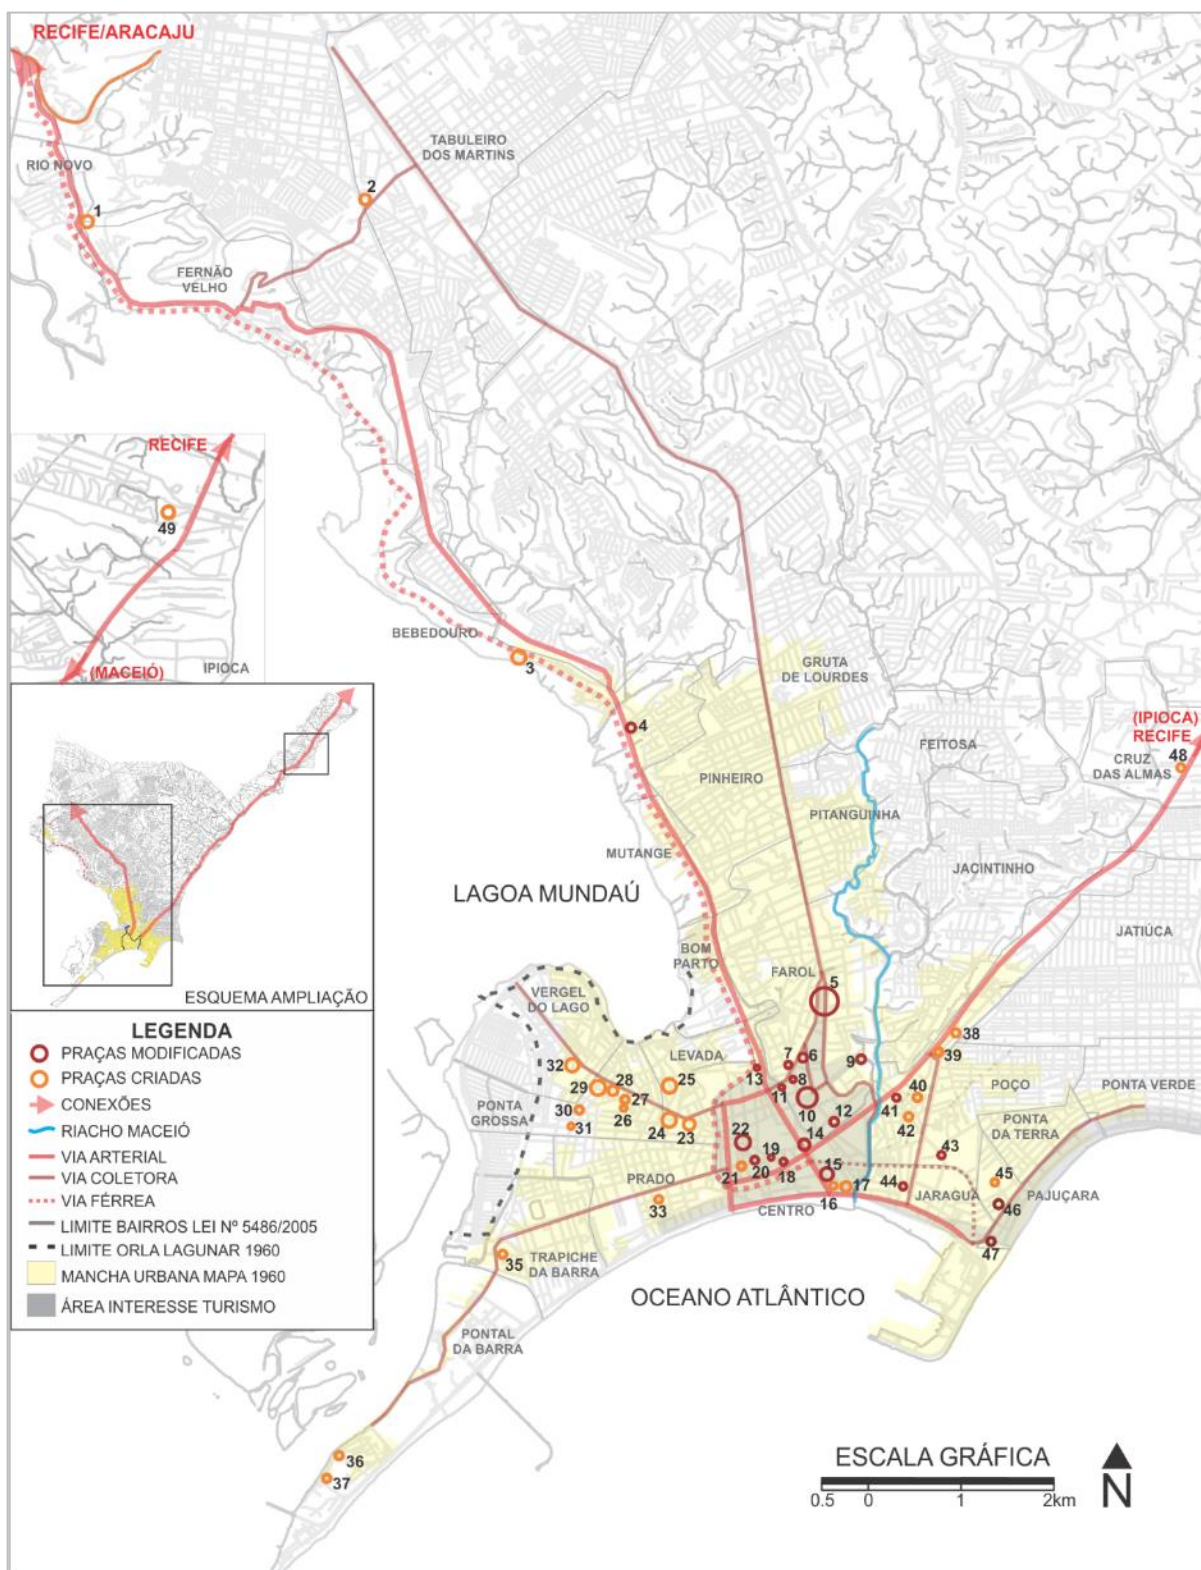 RECIFE/ARACAJU
TABULEIRO
DOS MARTINS
RIO NOVO
2
1
FERNÃO
VELHO
RECIFE
49
(MACEIÓ)
IPIOCA
BEBEDOURO
3
4
GRUTA
DE LOURDES
FEITOSA
(IPIOCA)
RECIFE
48
CRUZ
DAS ALMAS
PINHEIRO
PITANGUINHA
MUTANGE
JACINTINHO
LAGOA MUNDAÚ
JATIÚCA
BOM
PARTO
FAROL
5
VERGEL
DO LAGO
ESQUEMA AMPLIAÇÃO
LEVADA
38
39
32
29
28
27
26
25
24
23
30
31
PONTA
GROSSA
13
7
6
8
9
11
10
12
14
22
21
20
19
18
15
16
17
40
41
42
POÇO
PONTA VERDE
PONTA
DA TERRA
43
44
45
46
47
JARAGUÁ
PAJUÇARA
PRADO
33
CENTRO
35
TRAPICHE
DA BARRA
OCEANO ATLÂNTICO
PONTAL
DA BARRA
36
37
LEGENDA
PRAÇAS MODIFICADAS
PRAÇAS CRIADAS
CONEXÕES
RIACHO MACEIÓ
VIA ARTERIAL
VIA COLETORA
VIA FÉRREA
LIMITE BAIRROS LEI Nº 5486/2005
LIMITE ORLA LAGUNAR 1960
MANCHA URBANA MAPA 1960
ÁREA INTERESSE TURISMO
ESCALA GRÁFICA
0.5 0 1 2km
N